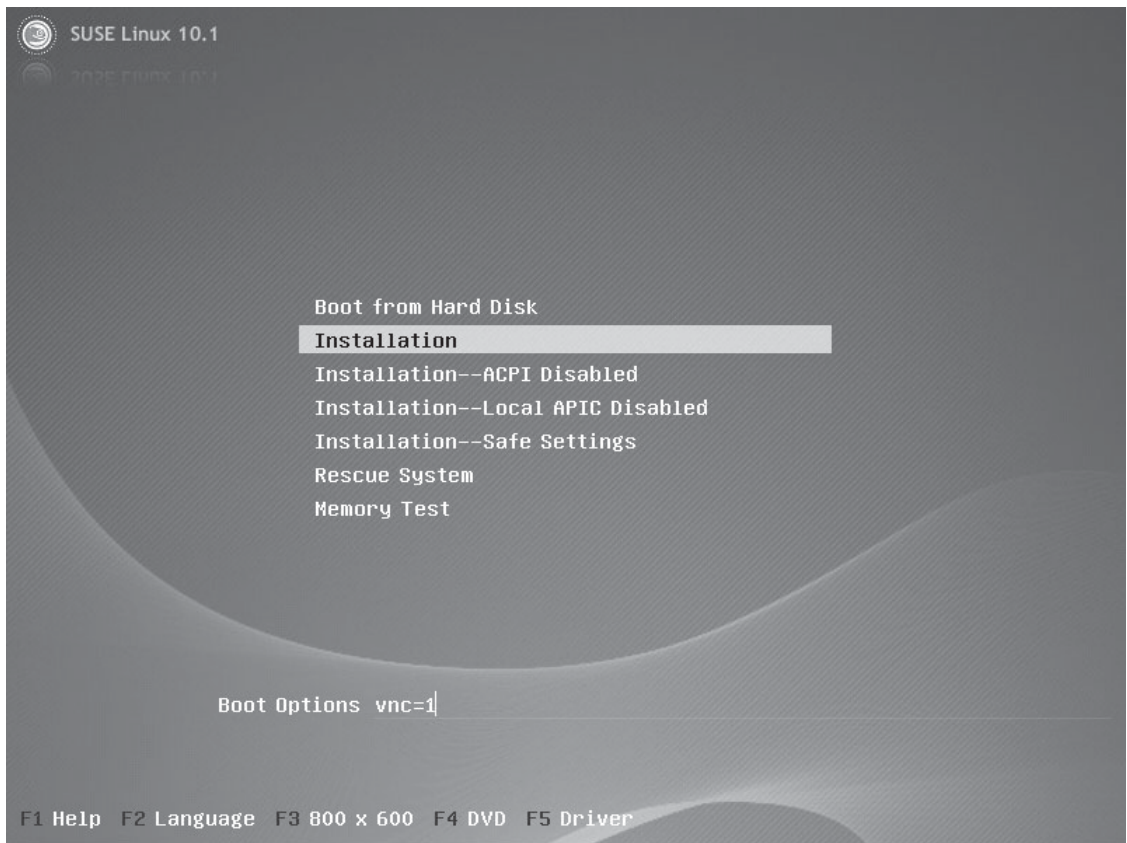 SUSE Linux 10.1
Boot from Hard Disk
Installation
Installation--ACPI Disabled
Installation--Local APIC Disabled
Installation--Safe Settings
Rescue System
Memory Test
Boot Options vnc=1
F1 Help F2 Language F3 800 x 600 F4 DVD F5 Driver